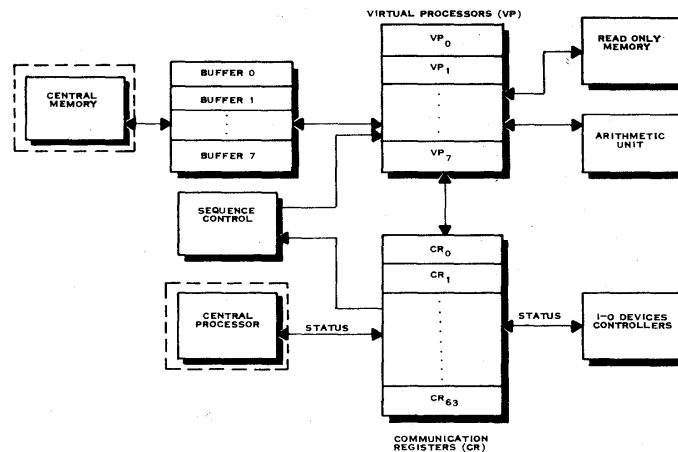 VIRTUAL PROCESSORS (VP)
VP0
VP1
VP7
READ ONLY
MEMORY
ARITHMETIC
UNIT
CENTRAL
MEMORY
BUFFER 0
BUFFER 1
BUFFER 7
SEQUENCE
CONTROL
CENTRAL
PROCESSOR
STATUS
CR0
CR1
CR63
STATUS
I-O DEVICES
CONTROLLERS
COMMUNICATION
REGISTERS (CR)